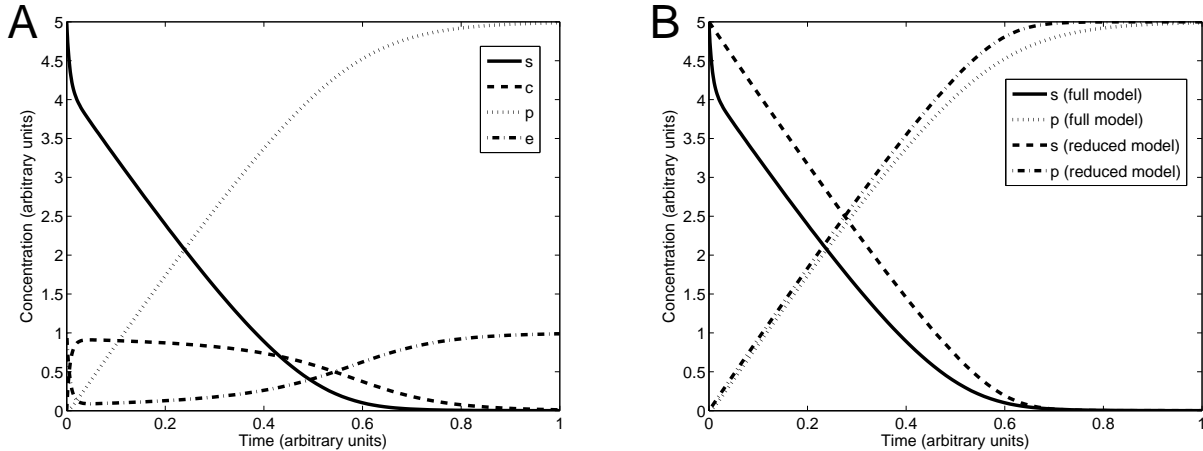 A
5
4.5
4
3.5
3
2.5
2
1.5
1
0.5
0
Concentration (arbitrary units)
s
c
p
e
0 0.2 0.4 0.6 0.8 1
Time (arbitrary units)
B
5
4.5
4
3.5
3
2.5
2
1.5
1
0.5
0
Concentration (arbitrary units)
s (full model)
p (full model)
s (reduced model)
p (reduced model)
0 0.2 0.4 0.6 0.8 1
Time (arbitrary units)